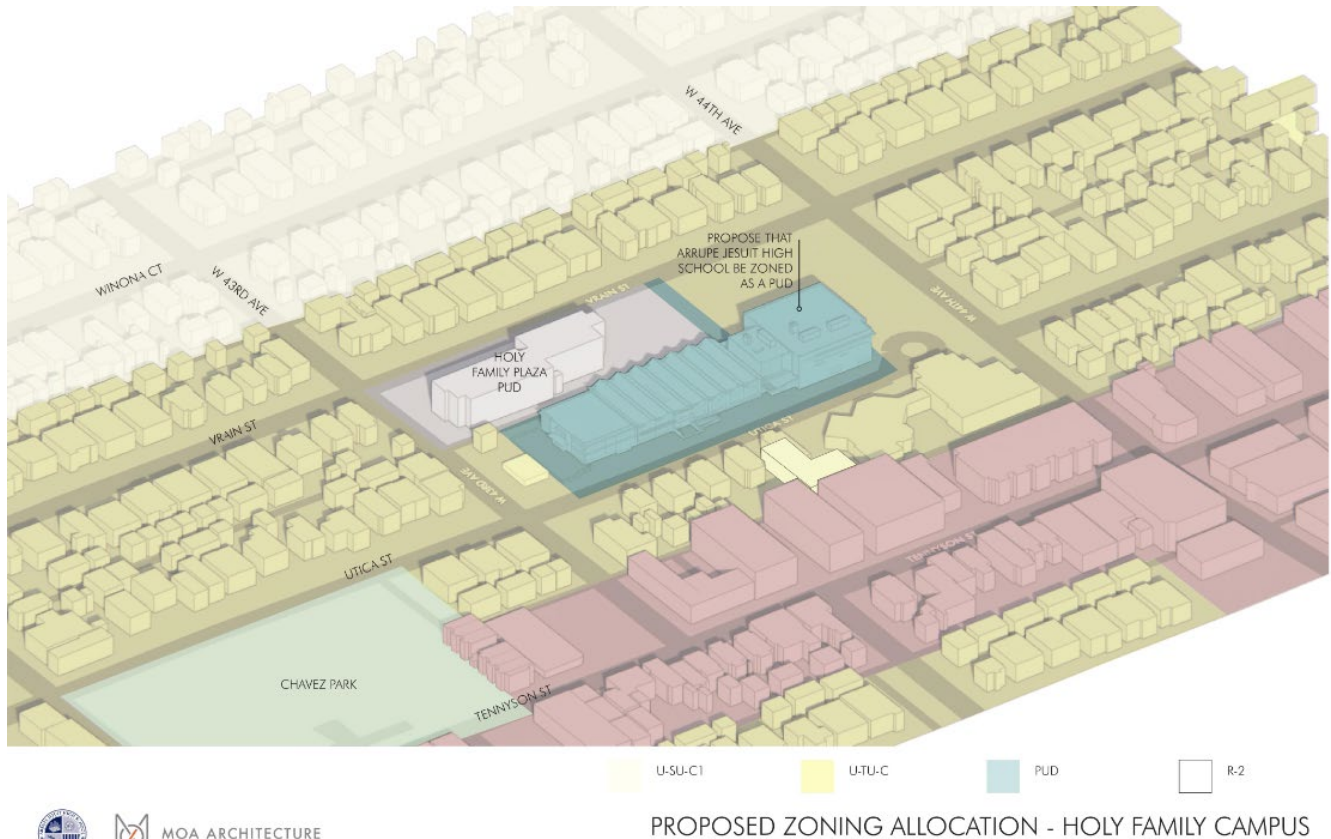 W 44TH AVE
PROPOSE THAT
ARRUPE JESUIT HIGH
SCHOOL BE ZONED
AS A PUD
WINONA CT
W 43RD AVE
VRAIN ST
W 44TH AVE
HOLY
FAMILY PLAZA
PUD
VRAIN ST
UTICA ST
W 43RD AVE
UTICA ST
TENNYSON ST
CHAVEZ PARK
TENNYSON ST
U-SU-C1
U-TU-C
PUD
R-2
MOA ARCHITECTURE
PROPOSED ZONING ALLOCATION - HOLY FAMILY CAMPUS